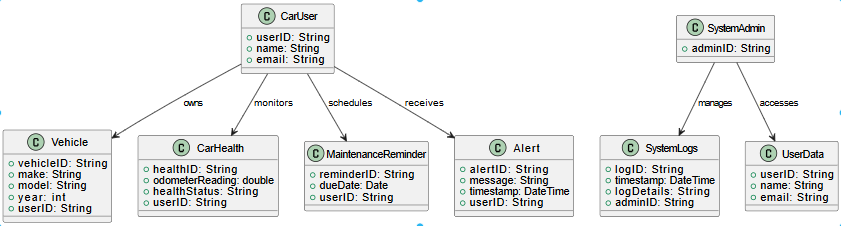 C CarUser
userID: String
name: String
email: String
C SystemAdmin
adminID: String
owns
monitors
schedules
receives
manages
accesses
C Vehicle
vehicleID: String
make: String
model: String
year: int
userID: String
C CarHealth
healthID: String
odometerReading: double
healthStatus: String
userID: String
C MaintenanceReminder
reminderID: String
dueDate: Date
userID: String
C Alert
alertID: String
message: String
timestamp: DateTime
userID: String
C SystemLogs
logID: String
timestamp: DateTime
logDetails: String
adminID: String
C UserData
userID: String
name: String
email: String